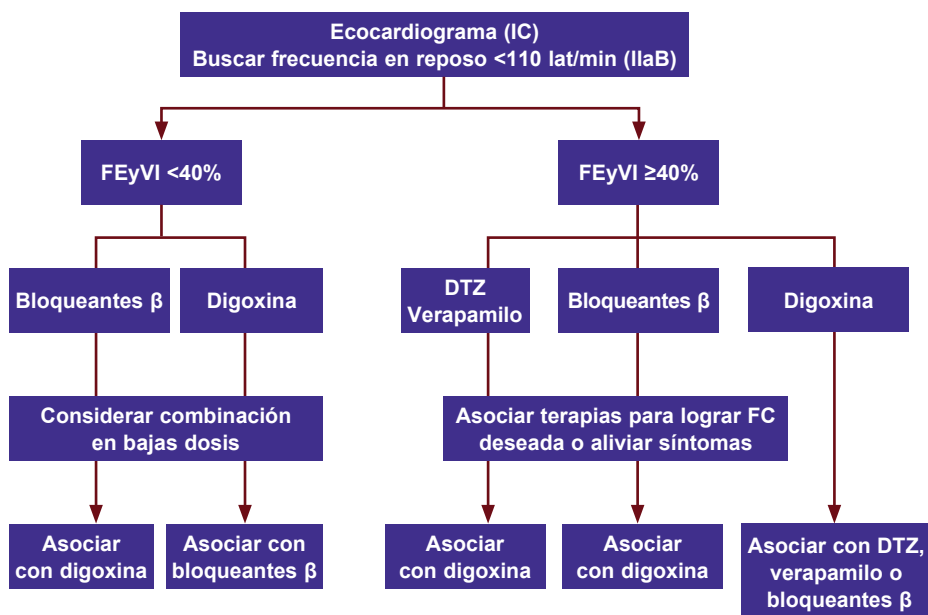 Ecocardiograma (IC)
Buscar frecuencia en reposo <110 lat/min (IIaB)
FEyVI <40%
FEyVI ≥40%
Bloqueantes β
Digoxina
DTZ
Verapamilo
Bloqueantes β
Digoxina
Considerar combinación
en bajas dosis
Asociar terapias para lograr FC
deseada o aliviar síntomas
Asociar
con digoxina
Asociar con
bloqueantes β
Asociar
con digoxina
Asociar
con digoxina
Asociar con DTZ,
verapamilo o
bloqueantes β